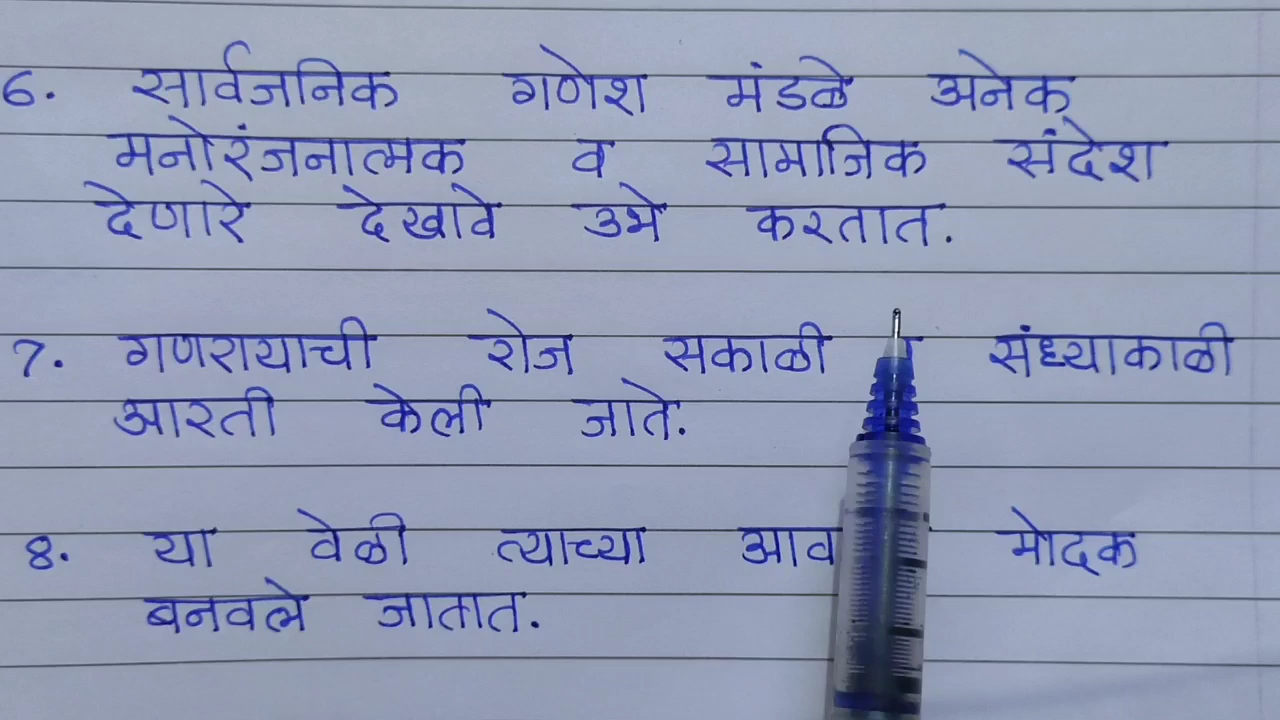 6. सार्वजनिक गणेश मंडळे अनेक
मनोरंजनात्मक व सामाजिक संदेश
देणारे देखावे उभे करतात.
7. गणरायाची रोज सकाळी संध्याकाळी
आरती केली जाते.
8. या वेळी त्याच्या मोदक
बनवले जातात.